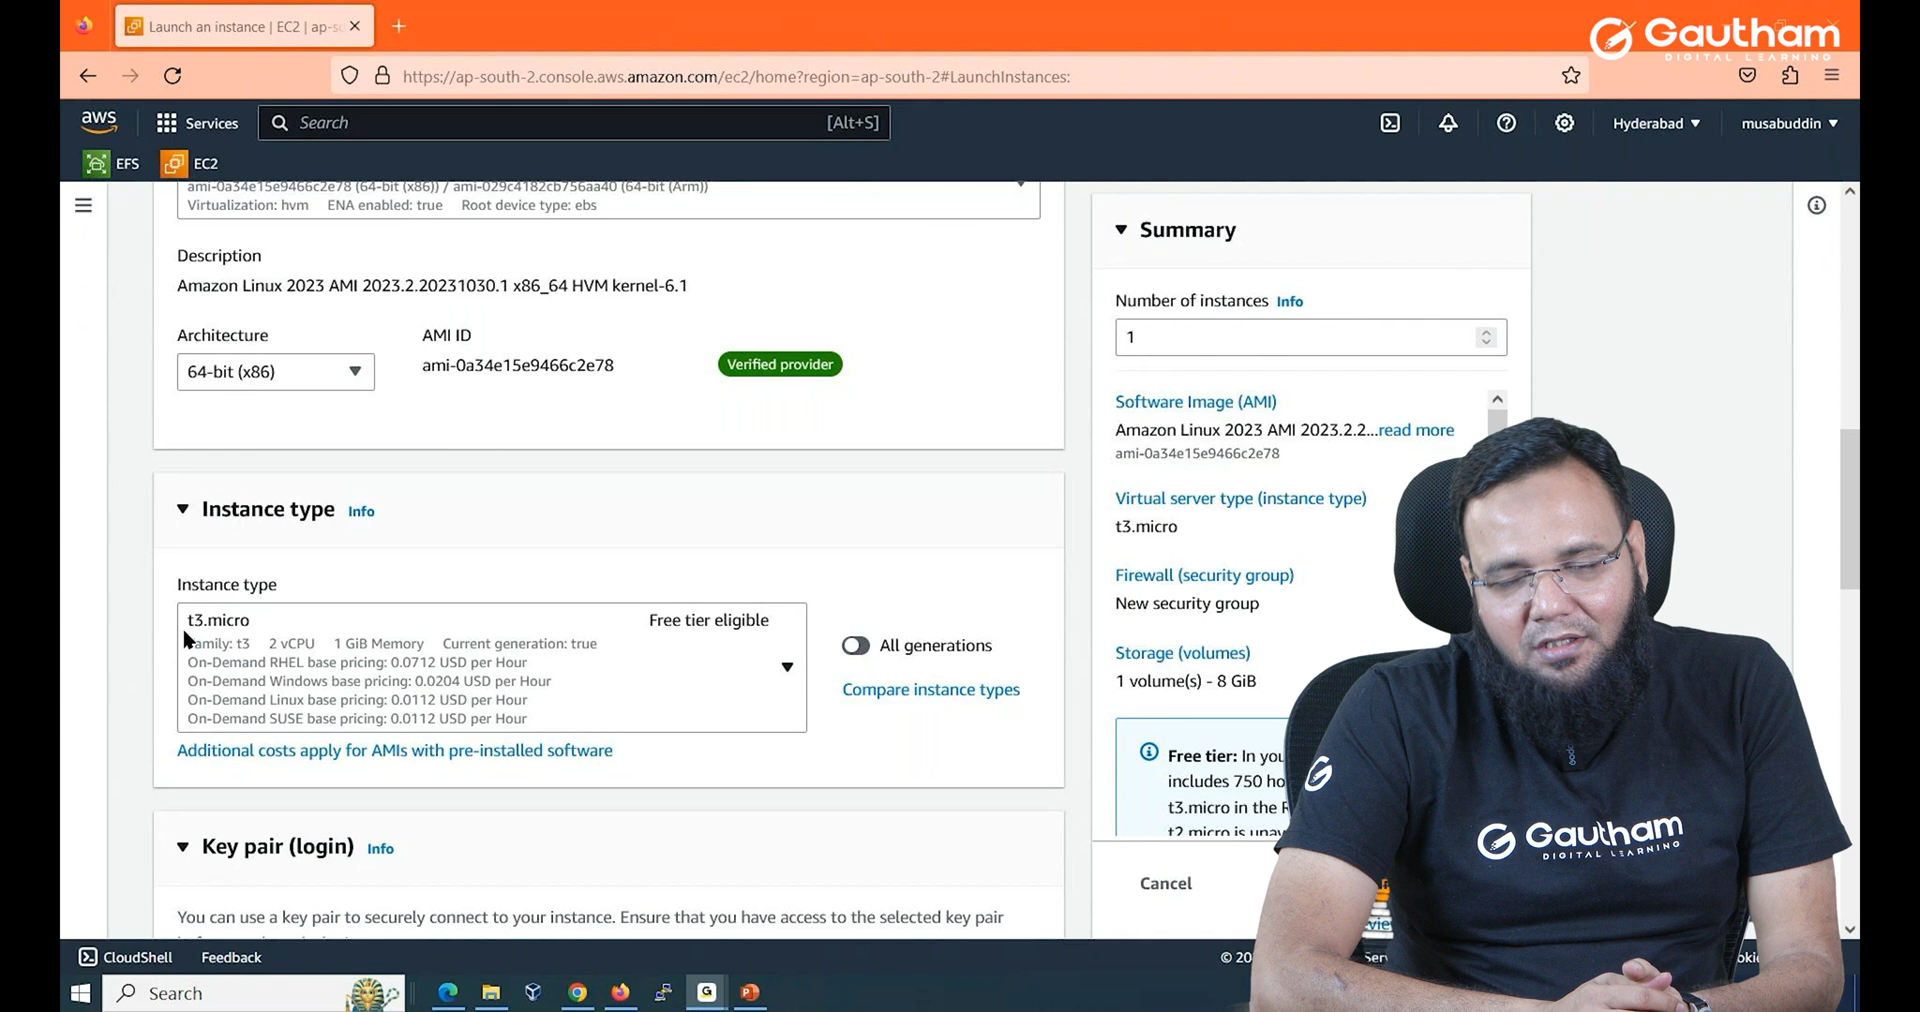 Launch an instance | EC2 | ap-so
Gautham
DIGITAL LEARNING
https://ap-south-2.console.aws.amazon.com/ec2/home?region=ap-south-2#LaunchInstances:
aws
Services
Search
[Alt+S]
Hyderabad
musabuddin
EFS
EC2
ami-0a34e15e9466c2e78 (64-bit (x86)) / ami-029c4182cb756aa40 (64-bit (Arm))
Virtualization: hvm ENA enabled: true Root device type: ebs
Description
Amazon Linux 2023 AMI 2023.2.20231030.1 x86_64 HVM kernel-6.1
Architecture
AMI ID
64-bit (x86)
ami-0a34e15e9466c2e78
Verified provider
Instance type Info
Instance type
t3.micro
Free tier eligible
Family: t3 2 vCPU 1 GiB Memory Current generation: true
On-Demand RHEL base pricing: 0.0712 USD per Hour
On-Demand Windows base pricing: 0.0204 USD per Hour
On-Demand Linux base pricing: 0.0112 USD per Hour
On-Demand SUSE base pricing: 0.0112 USD per Hour
All generations
Compare instance types
Additional costs apply for AMIs with pre-installed software
Key pair (login) Info
You can use a key pair to securely connect to your instance. Ensure that you have access to the selected key pair
Summary
Number of instances Info
1
Software Image (AMI)
Amazon Linux 2023 AMI 2023.2.2...read more
ami-0a34e15e9466c2e78
Virtual server type (instance type)
t3.micro
Firewall (security group)
New security group
Storage (volumes)
1 volume(s) - 8 GiB
Free tier: In you
includes 750 ho
t3.micro in the R
t2.micro is unav
Cancel
Gautham
DIGITAL LEARNING
CloudShell
Feedback
© 20
Search